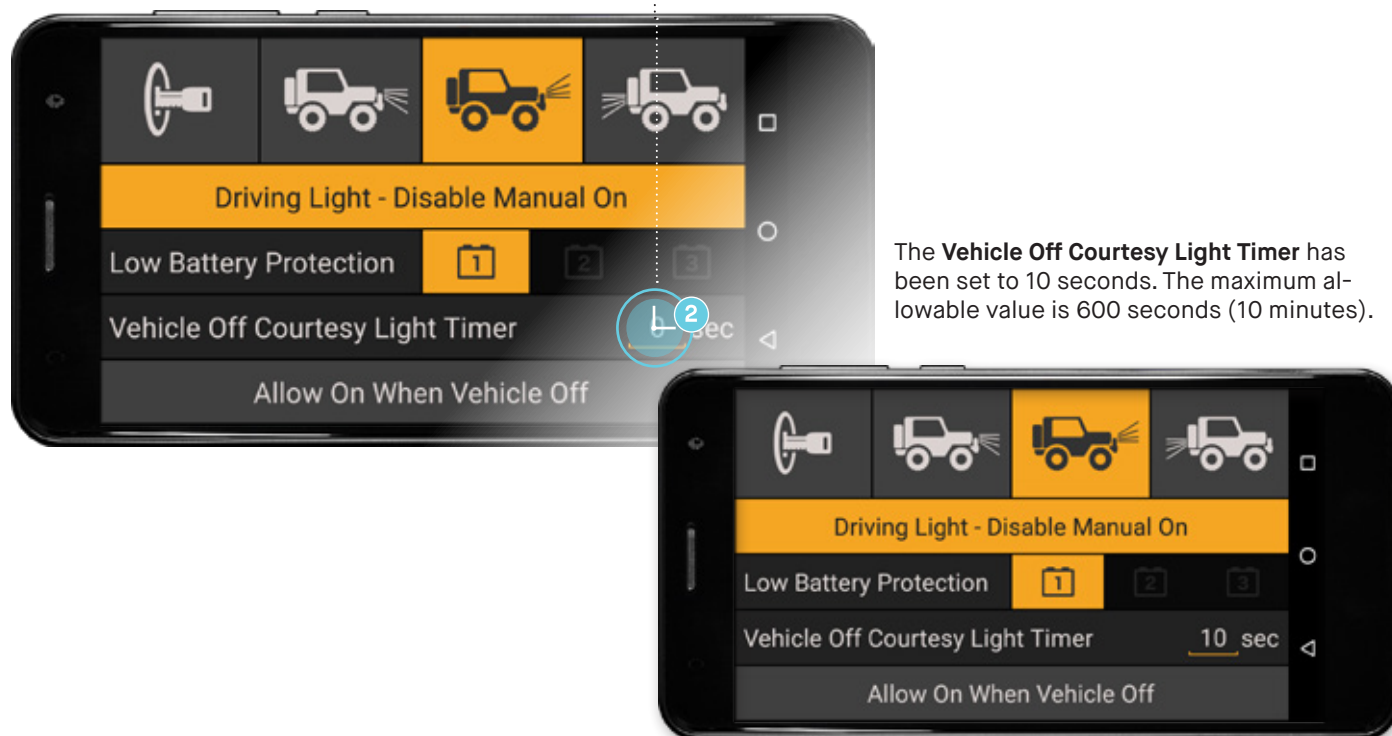 Driving Light - Disable Manual On
Low Battery Protection 1 2 3
Vehicle Off Courtesy Light Timer 0 sec
2
Allow On When Vehicle Off
The Vehicle Off Courtesy Light Timer has
been set to 10 seconds. The maximum al-
lowable value is 600 seconds (10 minutes).
Driving Light - Disable Manual On
Low Battery Protection 1 2 3
Vehicle Off Courtesy Light Timer 10 sec
Allow On When Vehicle Off